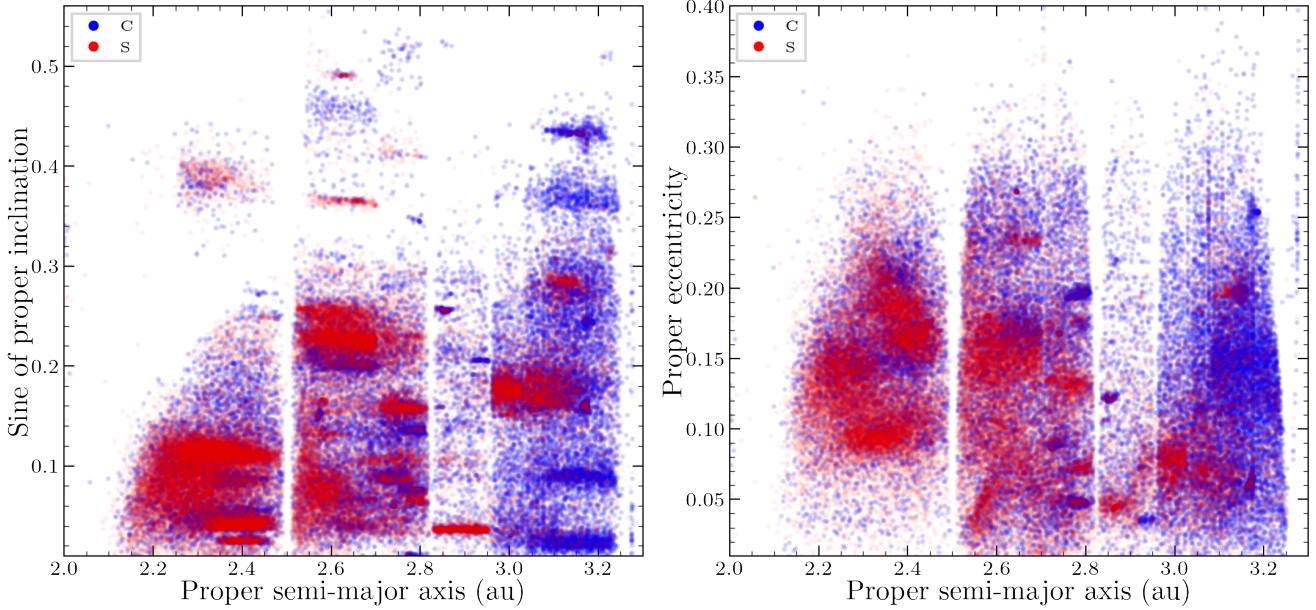 C
S
0.5
0.4
0.3
0.2
0.1
Sine of proper inclination
2.0 2.2 2.4 2.6 2.8 3.0 3.2
Proper semi-major axis (au)
C
S
0.40
0.35
0.30
0.25
0.20
0.15
0.10
0.05
Proper eccentricity
2.0 2.2 2.4 2.6 2.8 3.0 3.2
Proper semi-major axis (au)